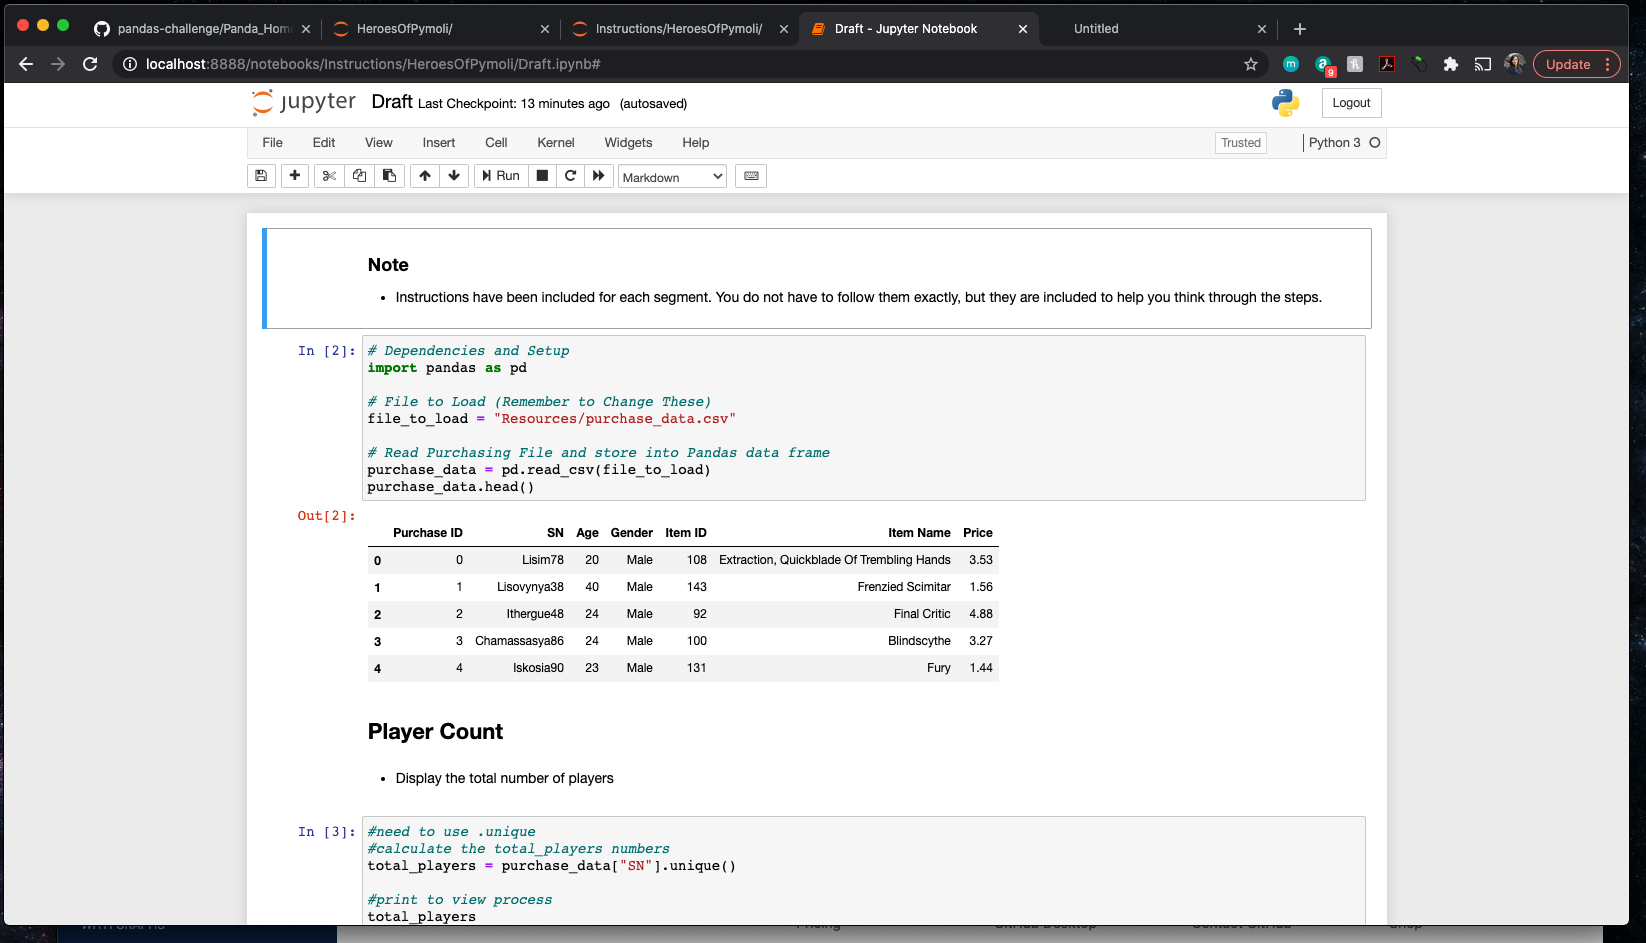 pandas-challenge/Panda_Hom
HeroesOfPymoli/
Instructions/HeroesOfPymoli/
Draft - Jupyter Notebook
Untitled
localhost:8888/notebooks/Instructions/HeroesOfPymoli/Draft.ipynb#
m
a
9
Update
jupyter Draft Last Checkpoint: 13 minutes ago (autosaved)
Logout
File Edit View Insert Cell Kernel Widgets Help
Trusted
Python 3
Run
Markdown
Note
• Instructions have been included for each segment. You do not have to follow them exactly, but they are included to help you think through the steps.
In [2]:
# Dependencies and Setup
import pandas as pd
# File to Load (Remember to Change These)
file_to_load = "Resources/purchase_data.csv"
# Read Purchasing File and store into Pandas data frame
purchase_data = pd.read_csv(file_to_load)
purchase_data.head()
Out[2]:
Purchase ID SN Age Gender Item ID Item Name Price
0 0 Lisim78 20 Male 108 Extraction, Quickblade Of Trembling Hands 3.53
1 1 Lisovynya38 40 Male 143 Frenzied Scimitar 1.56
2 2 Ithergue48 24 Male 92 Final Critic 4.88
3 3 Chamassasya86 24 Male 100 Blindscythe 3.27
4 4 Iskosia90 23 Male 131 Fury 1.44
Player Count
• Display the total number of players
In [3]:
#need to use .unique
#calculate the total_players numbers
total_players = purchase_data["SN"].unique()
#print to view process
total_players